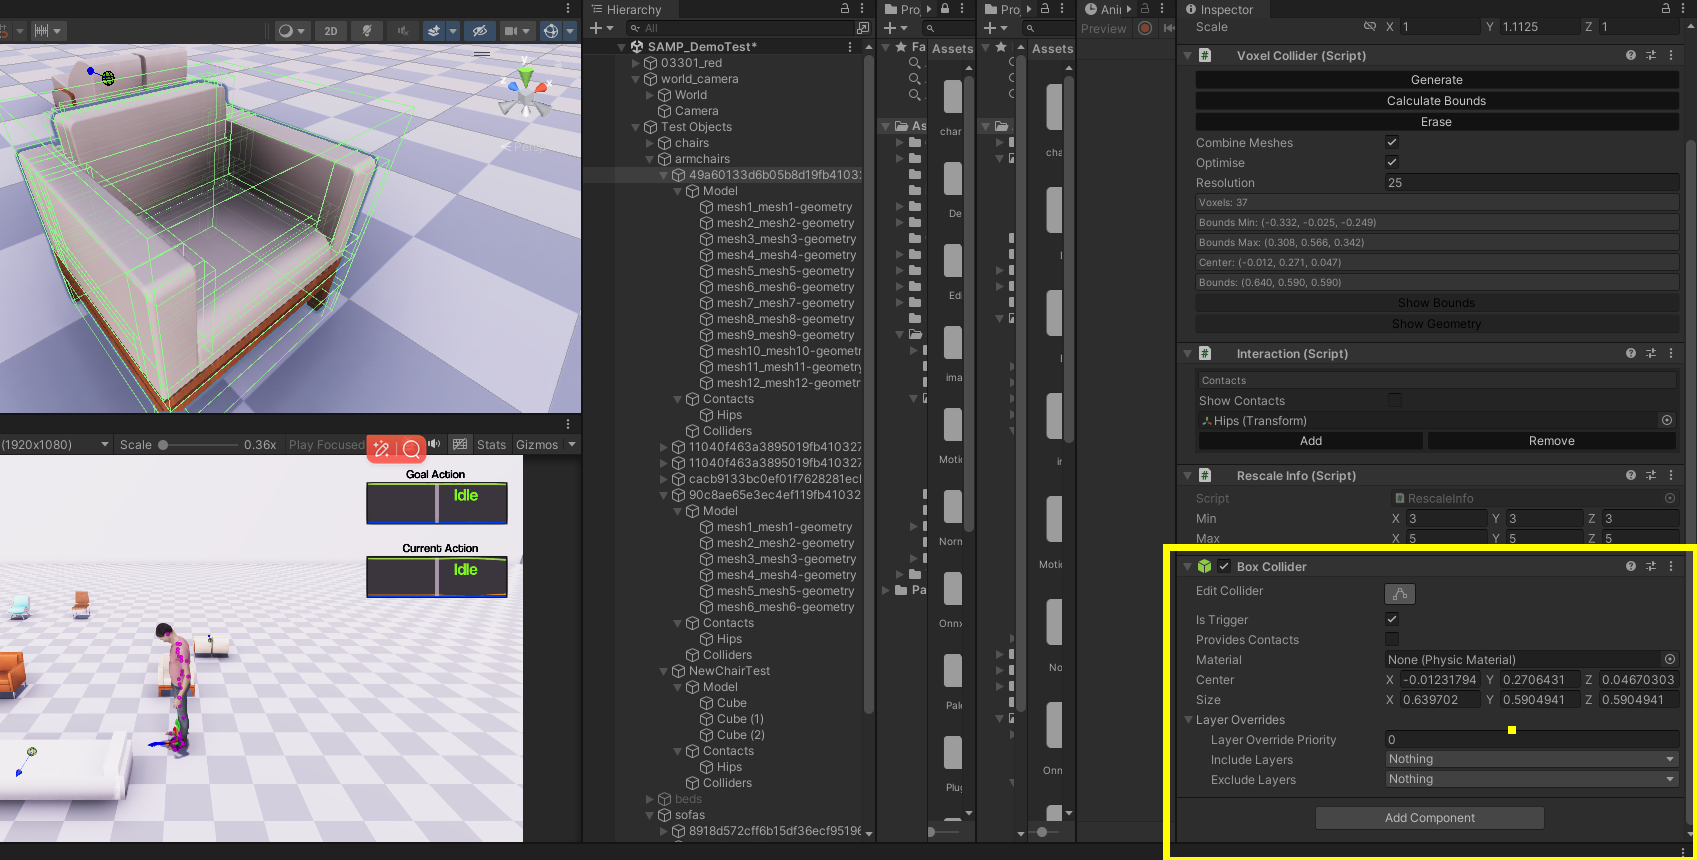 Hierarchy
Pro
Pro
Ani
Inspector
2D
All
Preview
Scale X 1 Y 1.1125 Z 1
Assets
Assets
SAMP_DemoTest*
03301_red
world_camera
World
Camera
Test Objects
chairs
armchairs
49a60133d6b05b8d19fb41033
Model
mesh1_mesh1-geometry
mesh2_mesh2-geometry
mesh3_mesh3-geometry
mesh4_mesh4-geometry
mesh5_mesh5-geometry
mesh6_mesh6-geometry
mesh7_mesh7-geometry
mesh8_mesh8-geometry
mesh9_mesh9-geometry
mesh10_mesh10-geometr
mesh11_mesh11-geometry
mesh12_mesh12-geometr
Contacts
Hips
Colliders
11040f463a3895019fb410327
11040f463a3895019fb410327
cacb9133bc0ef01f7628281ecl
90c8ae65e3ec4ef119fb41032
Model
mesh1_mesh1-geometry
mesh2_mesh2-geometry
mesh3_mesh3-geometry
mesh4_mesh4-geometry
mesh5_mesh5-geometry
mesh6_mesh6-geometry
Contacts
Hips
Colliders
NewChairTest
Model
Cube
Cube (1)
Cube (2)
Contacts
Hips
Colliders
beds
sofas
8918d572cff6b15df36ecf95196
Fa
As
Pa
char
De
Edi
ima
Motic
Norn
Onnx
Pale
Plug
cha
Motic
No
Onn
y
x
z
Persp
(1920x1080) Scale 0.36x Play Focused Stats Gizmos
Goal Action
Idle
Current Action
Idle
Voxel Collider (Script)
Generate
Calculate Bounds
Erase
Combine Meshes
Optimise
Resolution 25
Voxels: 37
Bounds Min: (-0.332, -0.025, -0.249)
Bounds Max: (0.308, 0.566, 0.342)
Center: (-0.012, 0.271, 0.047)
Bounds: (0.640, 0.590, 0.590)
Show Bounds
Show Geometry
Interaction (Script)
Contacts
Show Contacts
Hips (Transform)
Add Remove
Rescale Info (Script)
Script RescaleInfo
Min X 3 Y 3 Z 3
Max X 5 Y 5 Z 5
Box Collider
Edit Collider
Is Trigger
Provides Contacts
Material None (Physic Material)
Center X -0.01231794 Y 0.2706431 Z 0.04670303
Size X 0.639702 Y 0.5904941 Z 0.5904941
Layer Overrides
Layer Override Priority 0
Include Layers Nothing
Exclude Layers Nothing
Add Component